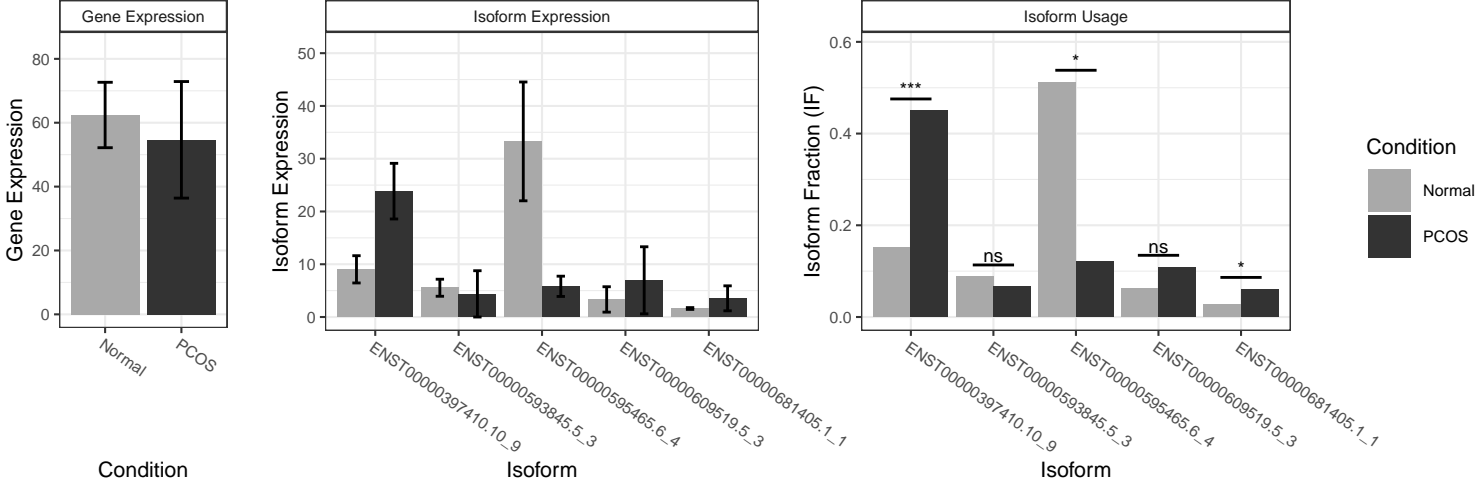 Gene Expression
Gene Expression
80
60
40
20
0
Normal
PCOS
Condition
Isoform Expression
Isoform Expression
50
40
30
20
10
0
ENST00000397410.10_9
ENST00000593845.5_3
ENST00000595465.6_4
ENST00000609519.5_3
ENST00000681405.1_1
Isoform
Isoform Usage
Isoform Fraction (IF)
0.6
0.4
0.2
0.0
***
ns
*
ns
*
ENST00000397410.10_9
ENST00000593845.5_3
ENST00000595465.6_4
ENST00000609519.5_3
ENST00000681405.1_1
Isoform
Condition
Normal
PCOS